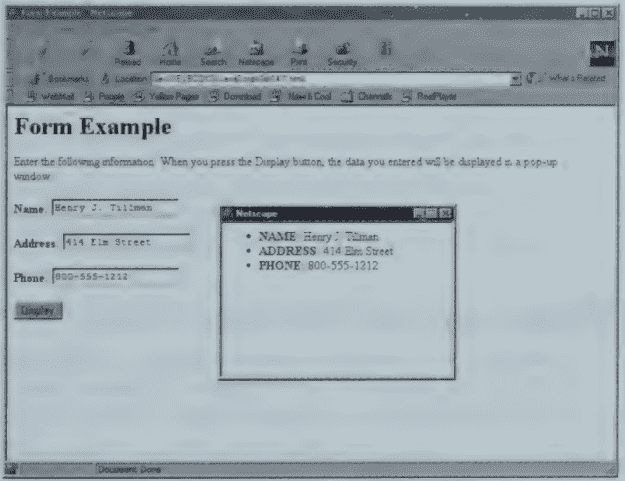 Form Example - Netscape
Reload Home Search Netscape Print Security
N
Bookmarks Location
What's Related
WebMail People Yellow Pages Download New & Cool Channels RealPlayer
Form Example
Enter the following information. When you press the Display button, the data you entered will be displayed in a pop-up
window.
Name: Henry J. Tillman
Address: 414 Elm Street
Phone: 800-555-1212
Display
Netscape
• NAME: Henry J. Tillman
• ADDRESS: 414 Elm Street
• PHONE: 800-555-1212
Document: Done